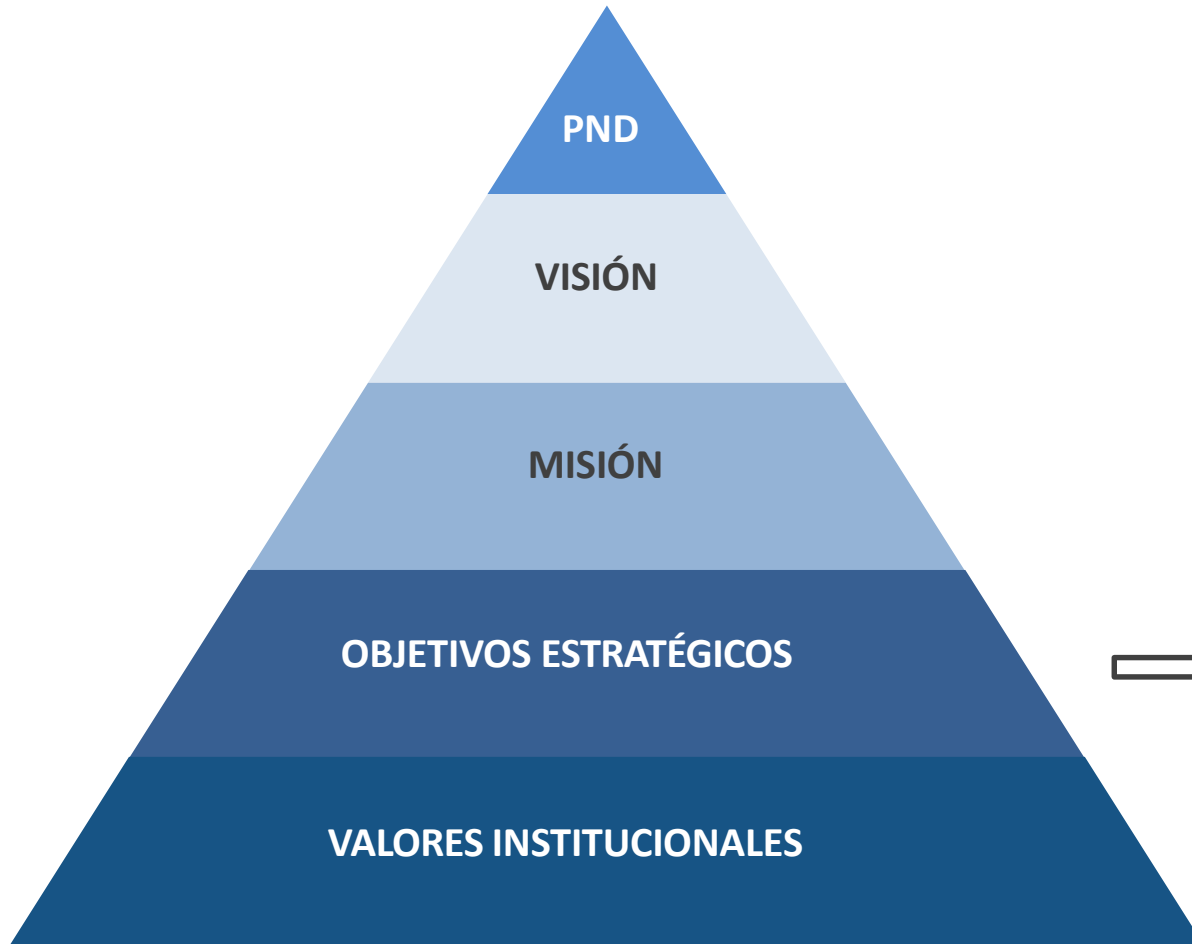 PND
VISIÓN
MISIÓN
OBJETIVOS ESTRATÉGICOS
VALORES INSTITUCIONALES